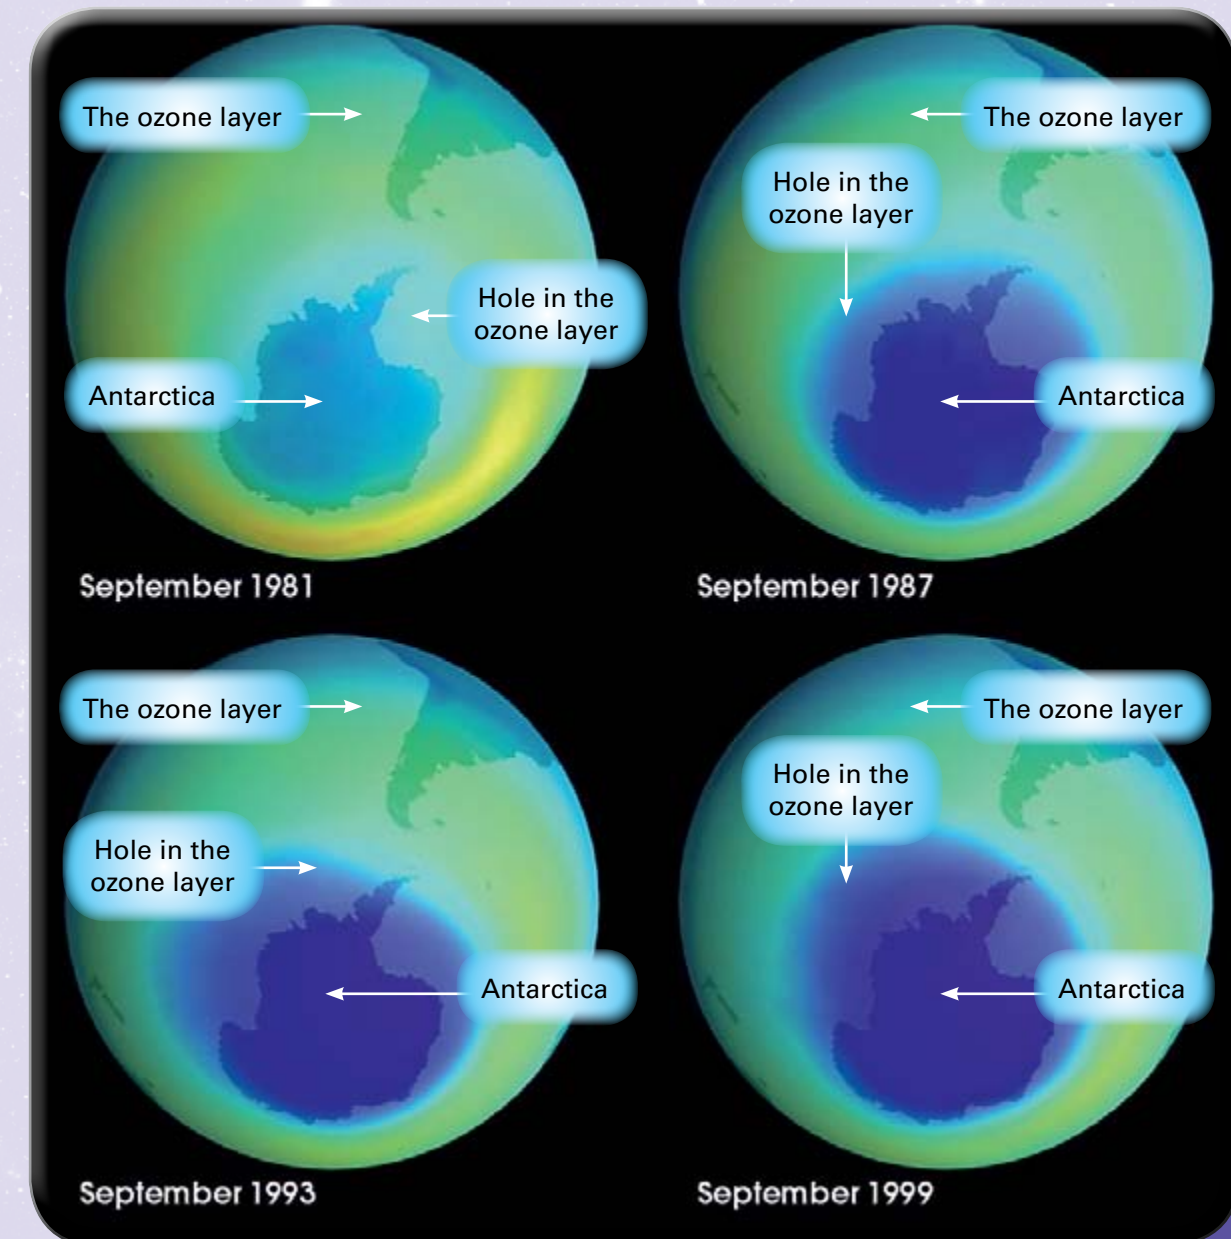 The ozone layer
Hole in the
ozone layer
Antarctica
September 1981
The ozone layer
Hole in the
ozone layer
Antarctica
September 1987
The ozone layer
Hole in the
ozone layer
Antarctica
September 1993
The ozone layer
Hole in the
ozone layer
Antarctica
September 1999